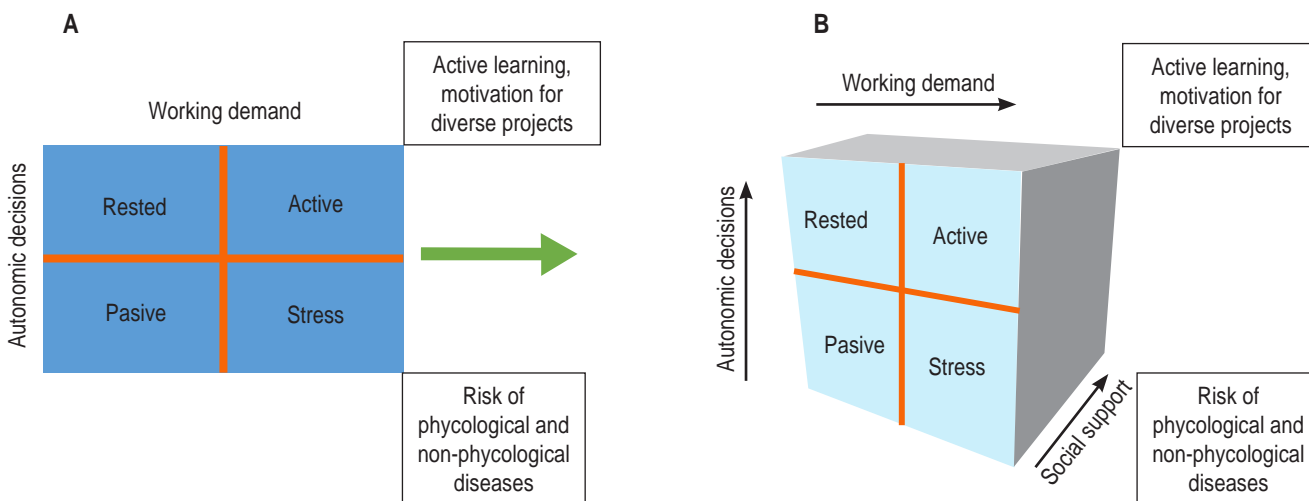 A
Working demand
Active learning,
motivation for
diverse projects
Autonomic decisions
Rested
Active
Pasive
Stress
Risk of
phycological and
non-phycological
diseases
B
Working demand
Active learning,
motivation for
diverse projects
Autonomic decisions
Rested
Active
Pasive
Stress
Social support
Risk of
phycological and
non-phycological
diseases